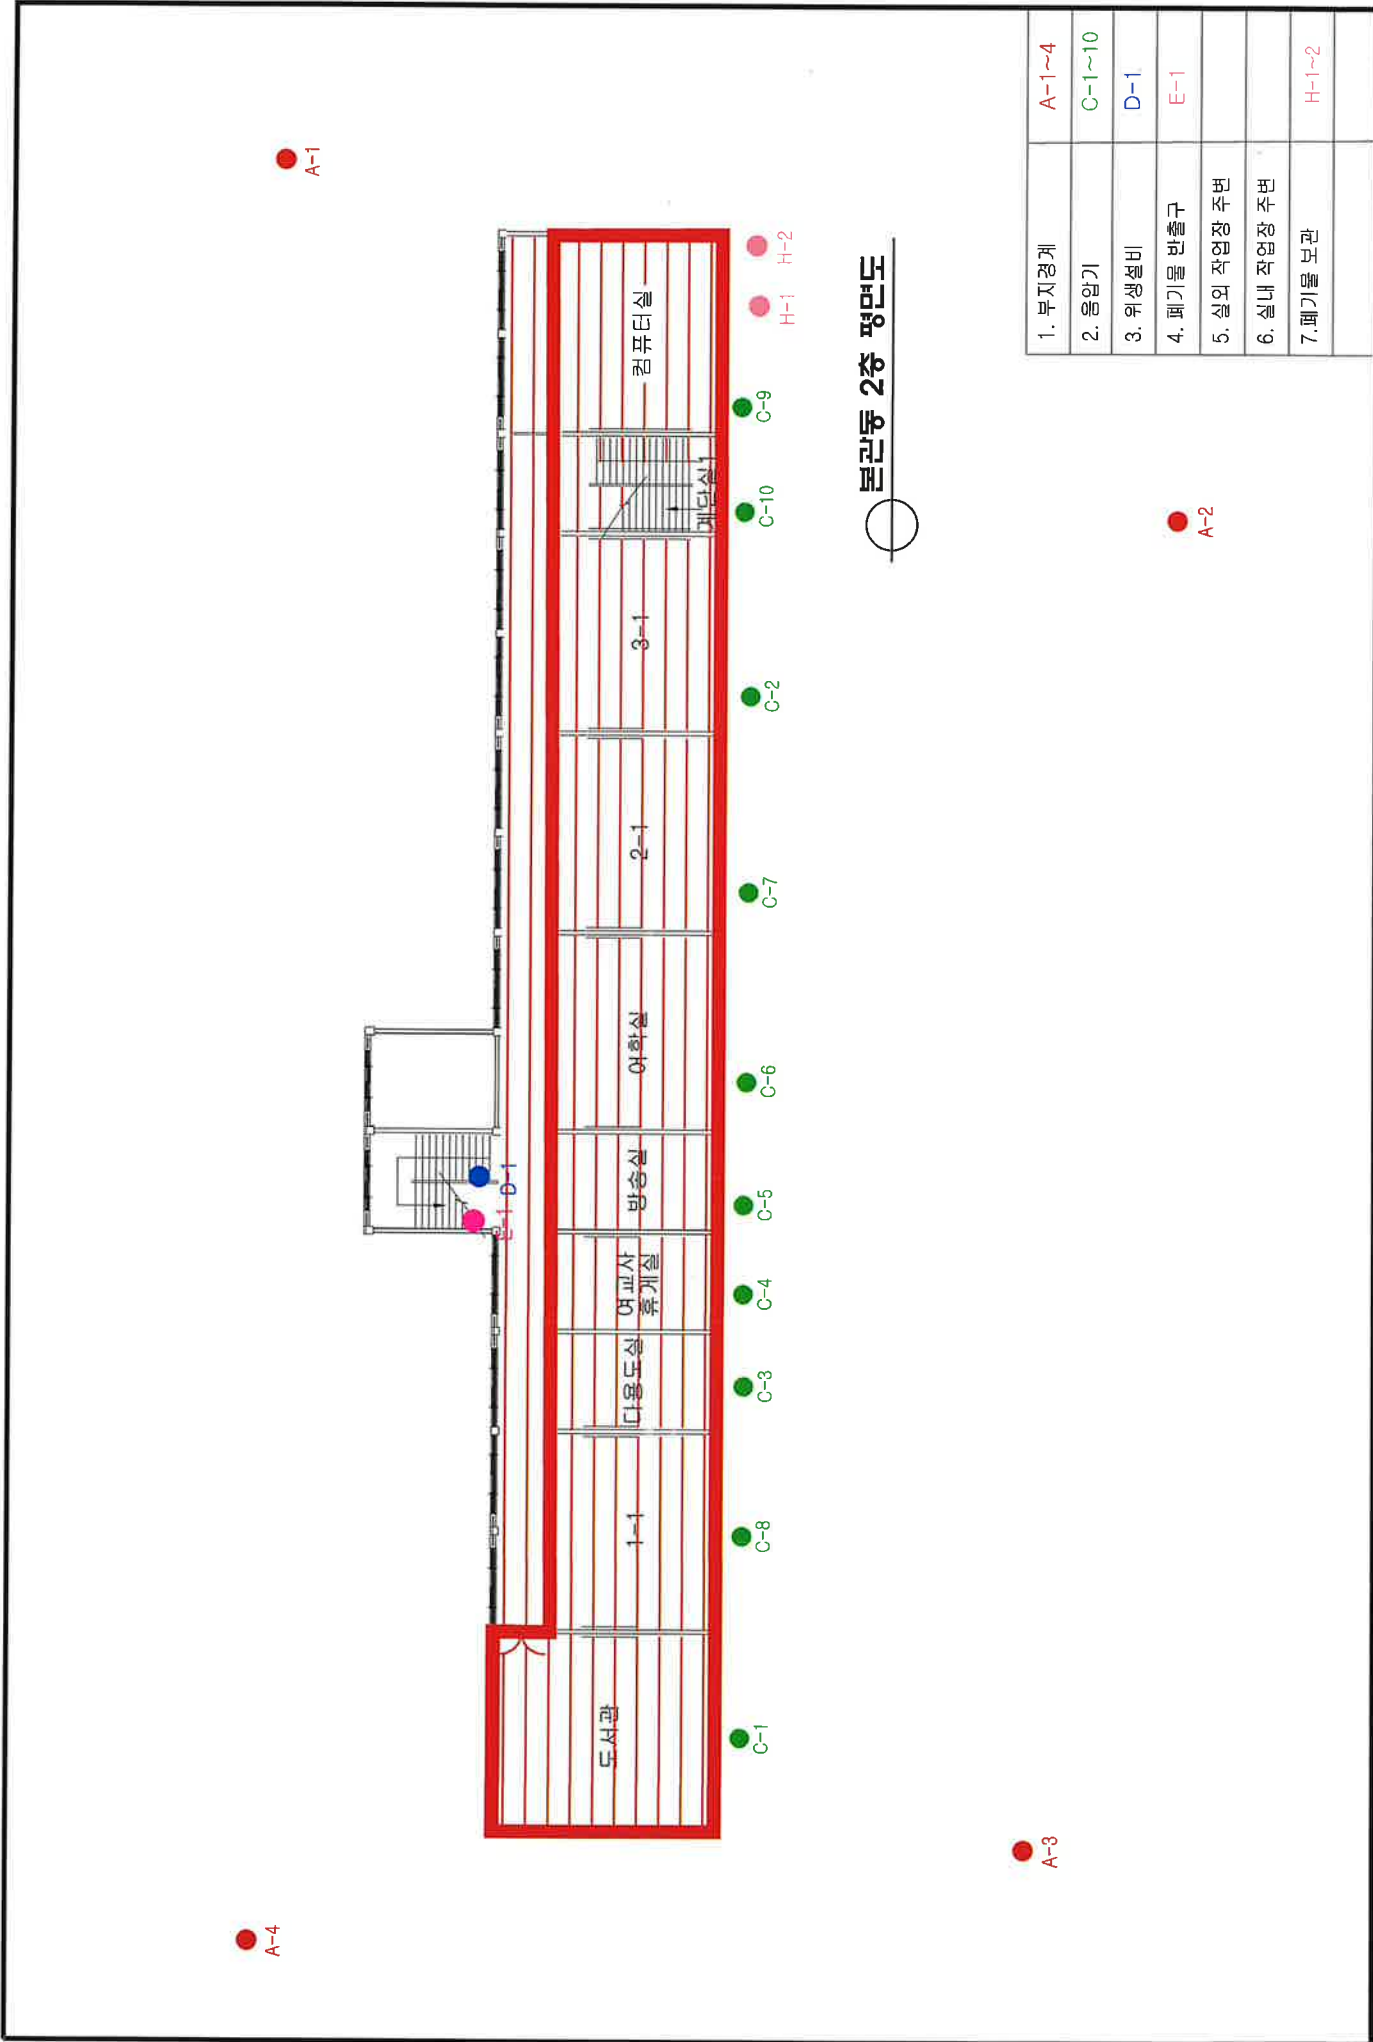 A-4
A-1
E-1
D-1
도서관
1-1
다용도실
여교사
휴게실
방송실
어학실
2-1
3-1
계단실1
컴퓨터실
C-1
C-8
C-3
C-4
C-5
C-6
C-7
C-2
C-10
C-9
H-1
H-2
본관동 2층 평면도
A-3
A-2
1. 부지경계 A-1~4
2. 음압기 C-1~10
3. 위생설비 D-1
4. 폐기물 반출구 E-1
5. 실외 작업장 주변
6. 실내 작업장 주변
7.폐기물 보관 H-1~2